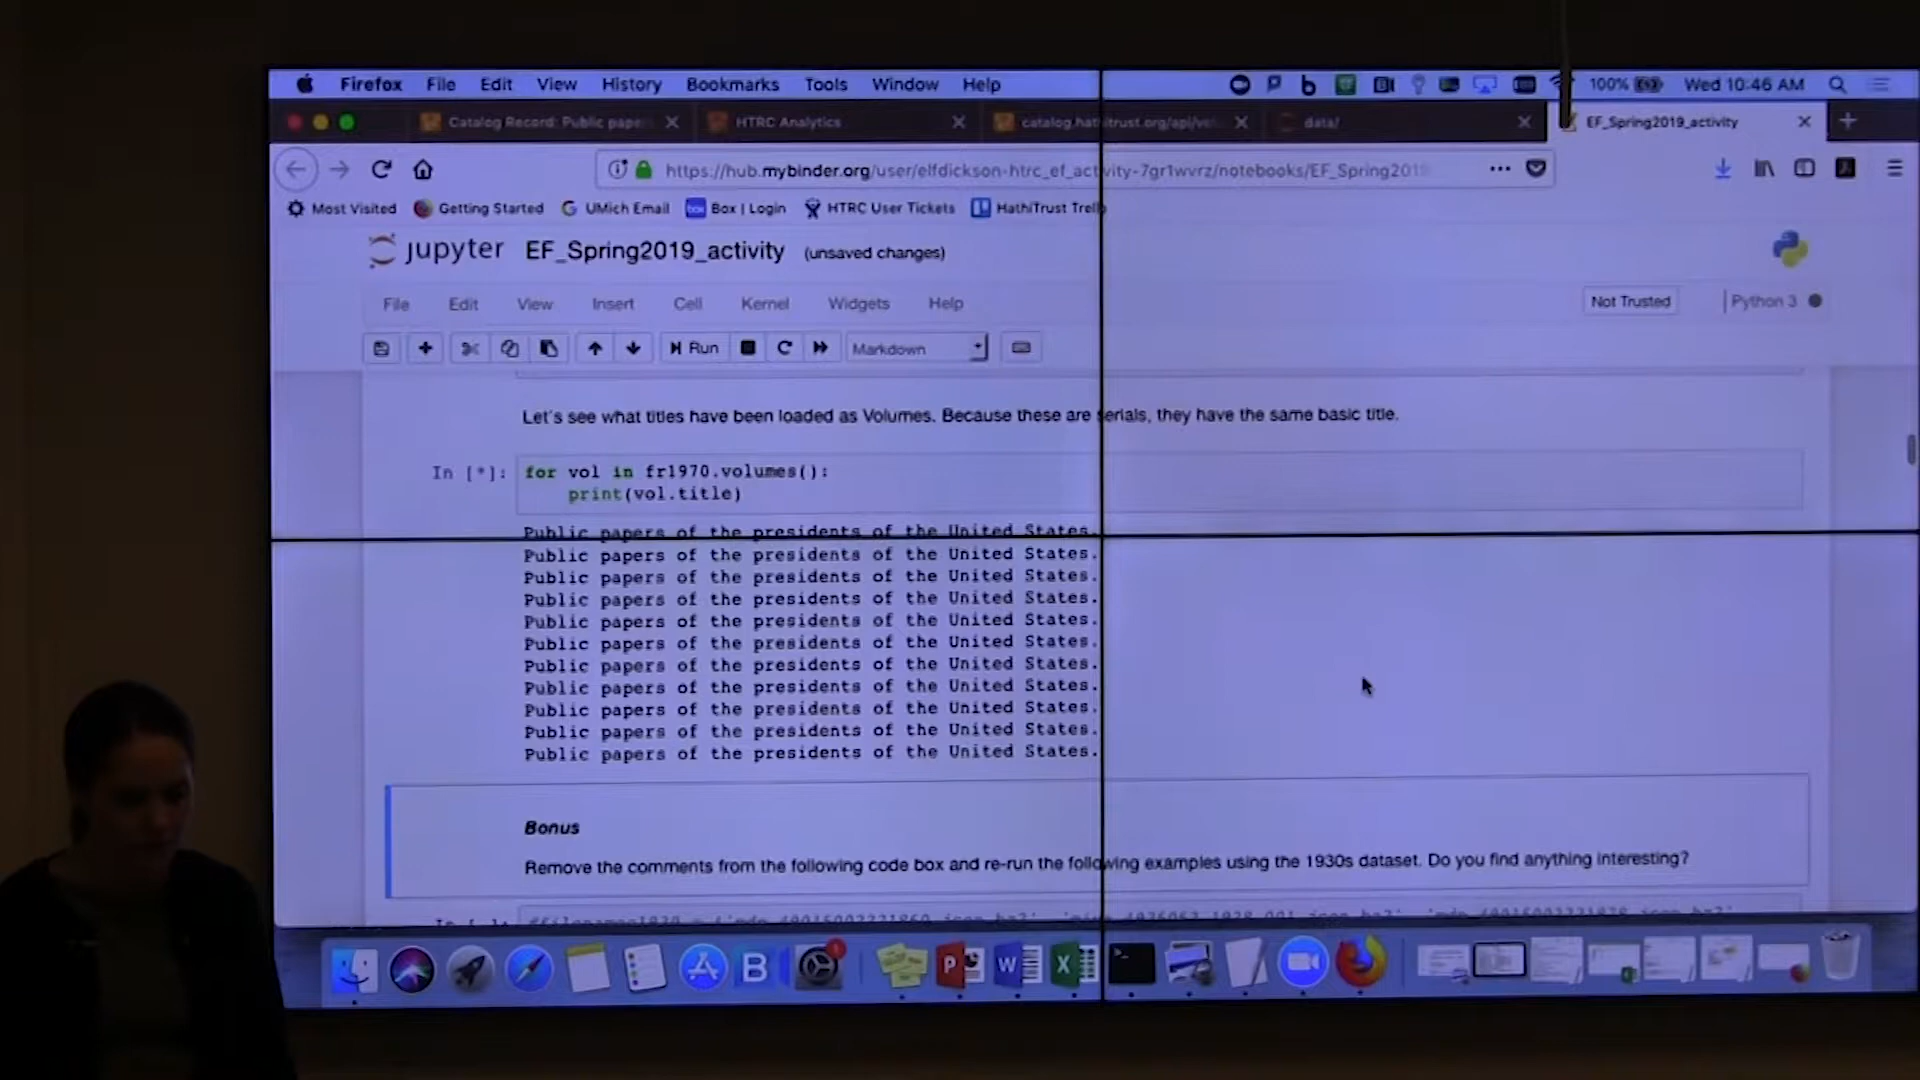 Firefox File Edit View History Bookmarks Tools Window Help 100% Wed 10:46 AM
Catalog Record: Public pape HTRC Analytics catalog.hathitrust.org/api/vol data/ EF_Spring2019_activity
https://hub.mybinder.org/user/elfdickson-htrc_ef_activity-7gr1wvrz/notebooks/EF_Spring2019
Most Visited Getting Started UMich Email Box | Login HTRC User Tickets HathiTrust Trello
jupyter EF_Spring2019_activity (unsaved changes)
File Edit View Insert Cell Kernel Widgets Help Not Trusted Python 3
Run Markdown
Let's see what titles have been loaded as Volumes. Because these are serials, they have the same basic title.
In [*]: for vol in fr1970.volumes():
print(vol.title)
Public papers of the presidents of the United States.
Public papers of the presidents of the United States.
Public papers of the presidents of the United States.
Public papers of the presidents of the United States.
Public papers of the presidents of the United States.
Public papers of the presidents of the United States.
Public papers of the presidents of the United States.
Public papers of the presidents of the United States.
Public papers of the presidents of the United States.
Public papers of the presidents of the United States.
Public papers of the presidents of the United States.
Bonus
Remove the comments from the following code box and re-run the following examples using the 1930s dataset. Do you find anything interesting?